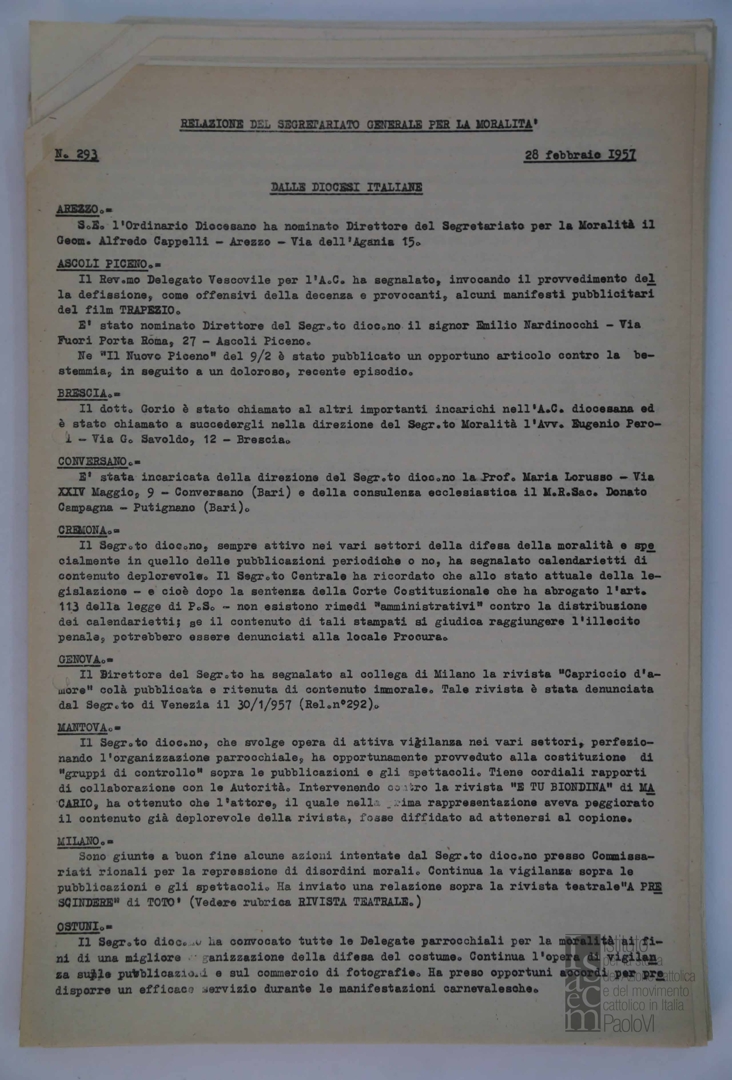 RELAZIONE DEL SEGRETARIATO GENERALE PER LA MORALITA'
N. 293
28 febbraio 1957
DALLE DIOCESI ITALIANE
AREZZO.=
S.E. l'Ordinario Diocesano ha nominato Direttore del Segretariato per la Moralità il
Geom. Alfredo Cappelli - Arezzo - Via dell'Agania 15.
ASCOLI PICENO.=
Il Rev.mo Delegato Vescovile per l'A.C. ha segnalato, invocando il provvedimento del
la defissione, come offensivi della decenza e provocanti, alcuni manifesti pubblicitari
del film TRAPEZIO.
E' stato nominato Direttore del Segr.to dioc.no il signor Emilio Nardinocchi - Via
Fuori Porta Roma, 27 - Ascoli Piceno.
Ne "Il Nuovo Piceno" del 9/2 è stato pubblicato un opportuno articolo contro la be-
stemmia, in seguito a un doloroso, recente episodio.
BRESCIA.=
Il dott. Gorio è stato chiamato al altri importanti incarichi nell'A.C. diocesana ed
è stato chiamato a succedergli nella direzione del Segr.to Moralità l'Avv. Eugenio Pero-
- Via G. Savoldo, 12 - Brescia.
CONVERSANO.=
E' stata incaricata della direzione del Segr.to dioc.no la Prof. Maria Lorusso - Via
XXIV Maggio, 9 - Conversano (Bari) e della consulenza ecclesiastica il M.R.Sac. Donato
Campagna - Putignano (Bari).
CREMONA.=
Il Segr.to dioc.no, sempre attivo nei vari settori della difesa della moralità e spe
cialmente in quello delle pubblicazioni periodiche o no, ha segnalato calendarietti di
contenuto deplorevole. Il Segr.to Centrale ha ricordato che allo stato attuale della le-
gislazione - e cioè dopo la sentenza della Corte Costituzionale che ha abrogato l'art.
113 della legge di P.S. - non esistono rimedi "amministrativi" contro la distribuzione
dei calendarietti; se il contenuto di tali stampati si giudica raggiungere l'illecito
penale, potrebbero essere denunciati alla locale Procura.
GENOVA.=
Il Direttore del Segr.to ha segnalato al collega di Milano la rivista "Capriccio d'a-
more" colà pubblicata e ritenuta di contenuto immorale. Tale rivista è stata denunciata
dal Segr.to di Venezia il 30/1/957 (Rel.n°292).
MANTOVA.=
Il Segr.to dioc.no, che svolge opera di attiva vigilanza nei vari settori, perfezio-
nando l'organizzazione parrocchiale, ha opportunamente provveduto alla costituzione di
"gruppi di controllo" sopra le pubblicazioni e gli spettacoli. Tiene cordiali rapporti
di collaborazione con le Autorità. Intervenendo contro la rivista "E TU BIONDINA" di MA
CARIO, ha ottenuto che l'attore, il quale nella prima rappresentazione aveva peggiorato
il contenuto già deplorevole della rivista, fosse diffidato ad attenersi al copione.
MILANO.=
Sono giunte a buon fine alcune azioni intentate dal Segr.to dioc.no presso Commissa-
riati rionali per la repressione di disordini morali. Continua la vigilanza sopra le
pubblicazioni e gli spettacoli. Ha inviato una relazione sopra la rivista teatrale"A PRE
SCINDERE" di TOTO' (Vedere rubrica RIVISTA TEATRALE.)
OSTUNI.=
Il Segr.to dioc.no ha convocato tutte le Delegate parrocchiali per la moralità ai fi-
ni di una migliore organizzazione della difesa del costume. Continua l'opera di vigilan
za sulle pubblicazioni e sul commercio di fotografie. Ha preso opportuni accordi per pre
disporre un efficace servizio durante le manifestazioni carnevalesche.
Istituto
per la storia
dell'azione cattolica
e del movimento
cattolico in Italia
PaoloVI